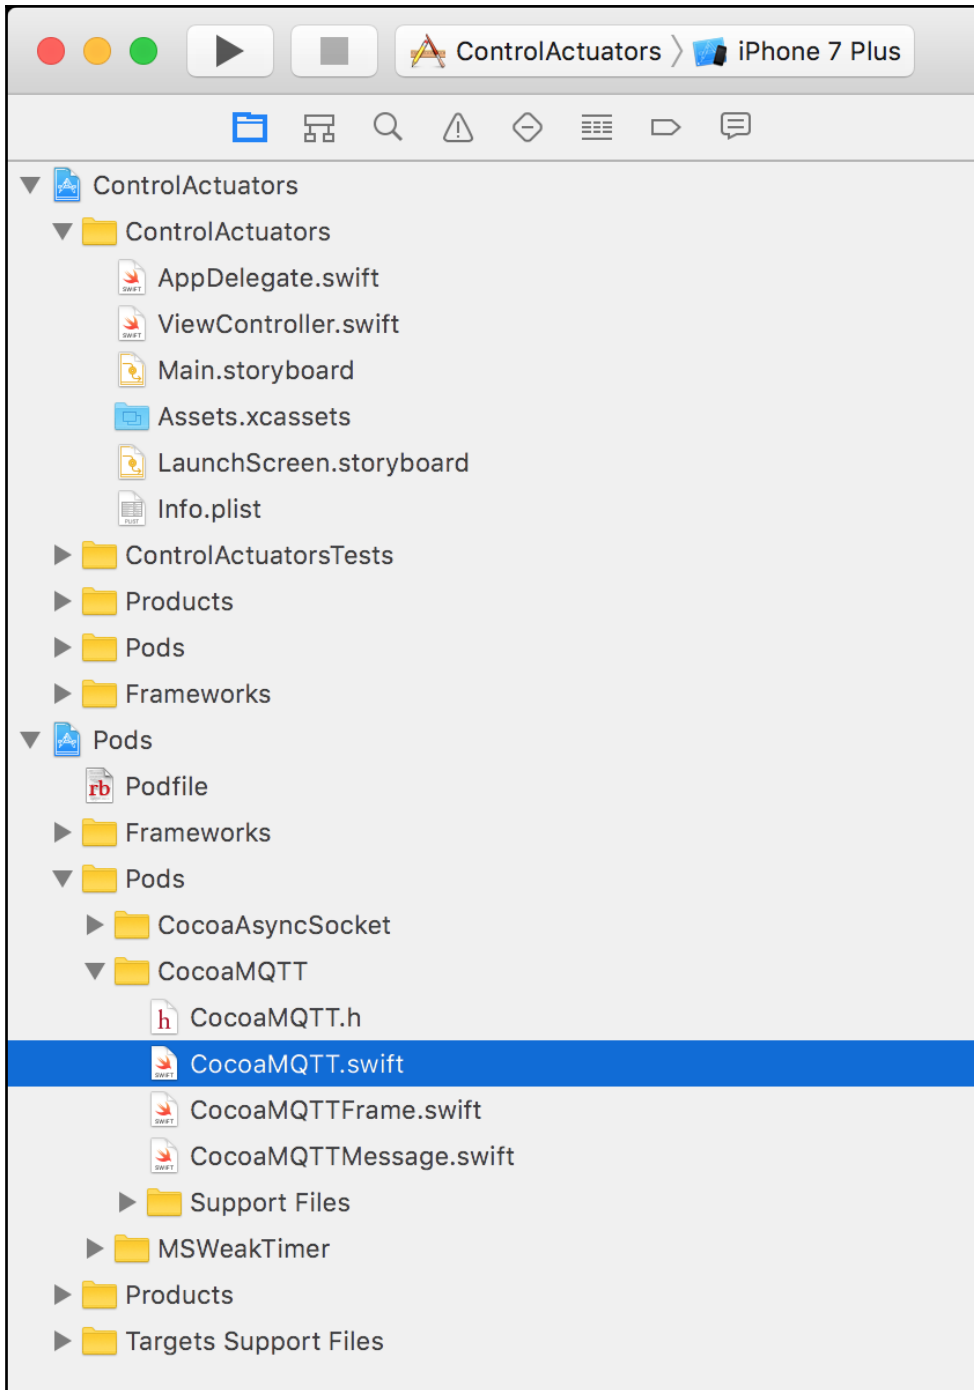 ControlActuators iPhone 7 Plus
ControlActuators
ControlActuators
AppDelegate.swift
ViewController.swift
Main.storyboard
Assets.xcassets
LaunchScreen.storyboard
Info.plist
ControlActuatorsTests
Products
Pods
Frameworks
Pods
Podfile
Frameworks
Pods
CocoaAsyncSocket
CocoaMQTT
CocoaMQTT.h
CocoaMQTT.swift
CocoaMQTTFrame.swift
CocoaMQTTMessage.swift
Support Files
MSWeakTimer
Products
Targets Support Files